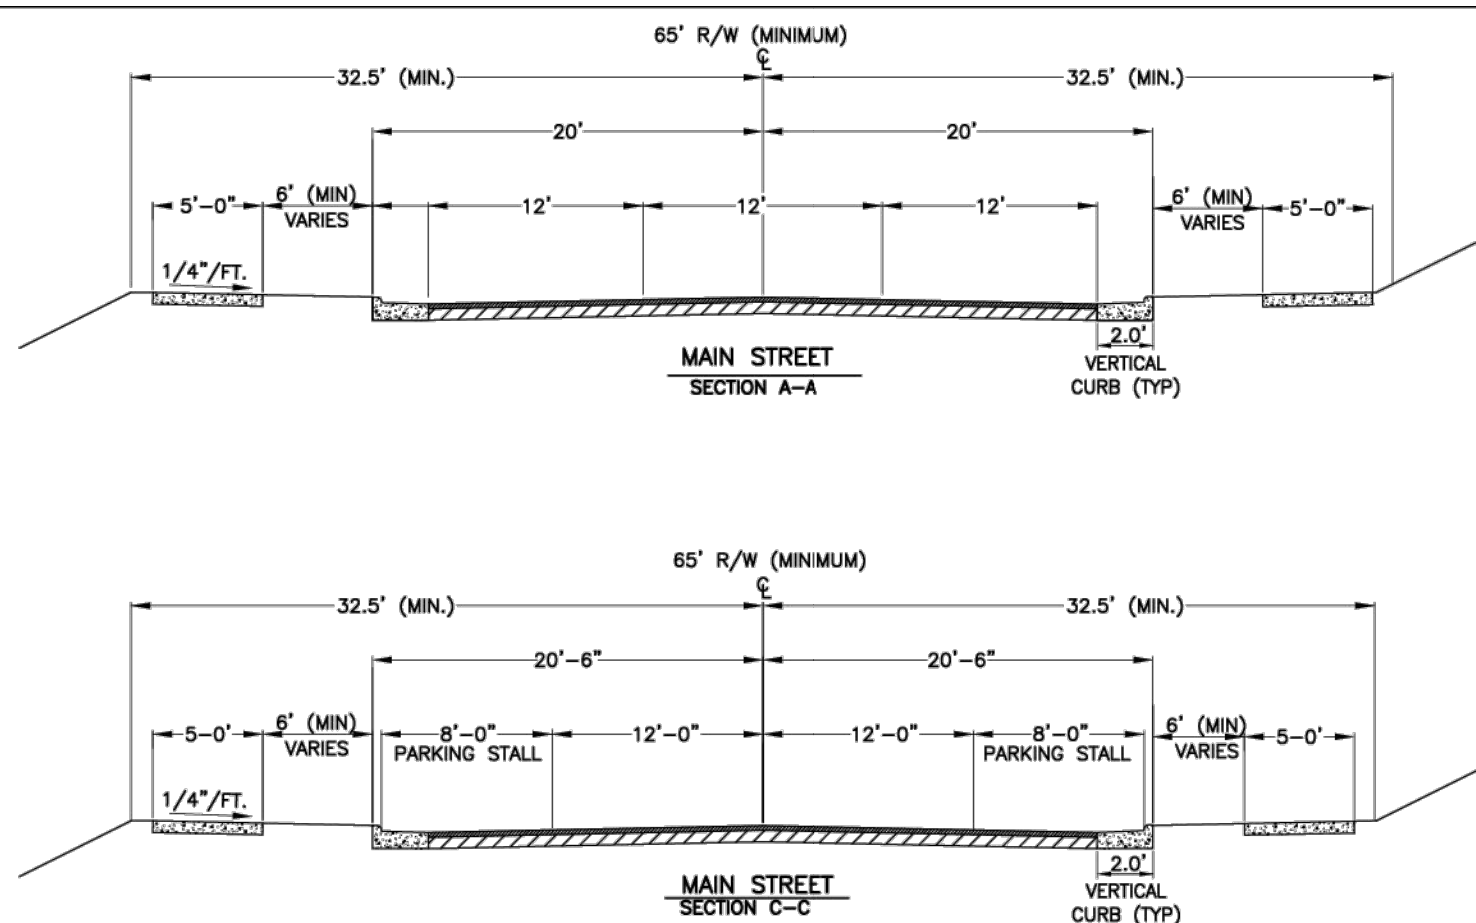 65' R/W (MINIMUM)
℄
32.5' (MIN.) 32.5' (MIN.)
20' 20'
5'-0" 6' (MIN) 12' 12' 12' 6' (MIN) 5'-0"
VARIES VARIES
1/4"/FT.
2.0'
MAIN STREET VERTICAL
SECTION A-A CURB (TYP)
65' R/W (MINIMUM)
℄
32.5' (MIN.) 32.5' (MIN.)
20'-6" 20'-6"
5-0' 6' (MIN) 8'-0" 12'-0" 12'-0" 8'-0" 6' (MIN) 5-0'
VARIES PARKING STALL PARKING STALL VARIES
1/4"/FT.
2.0'
MAIN STREET VERTICAL
SECTION C-C CURB (TYP)